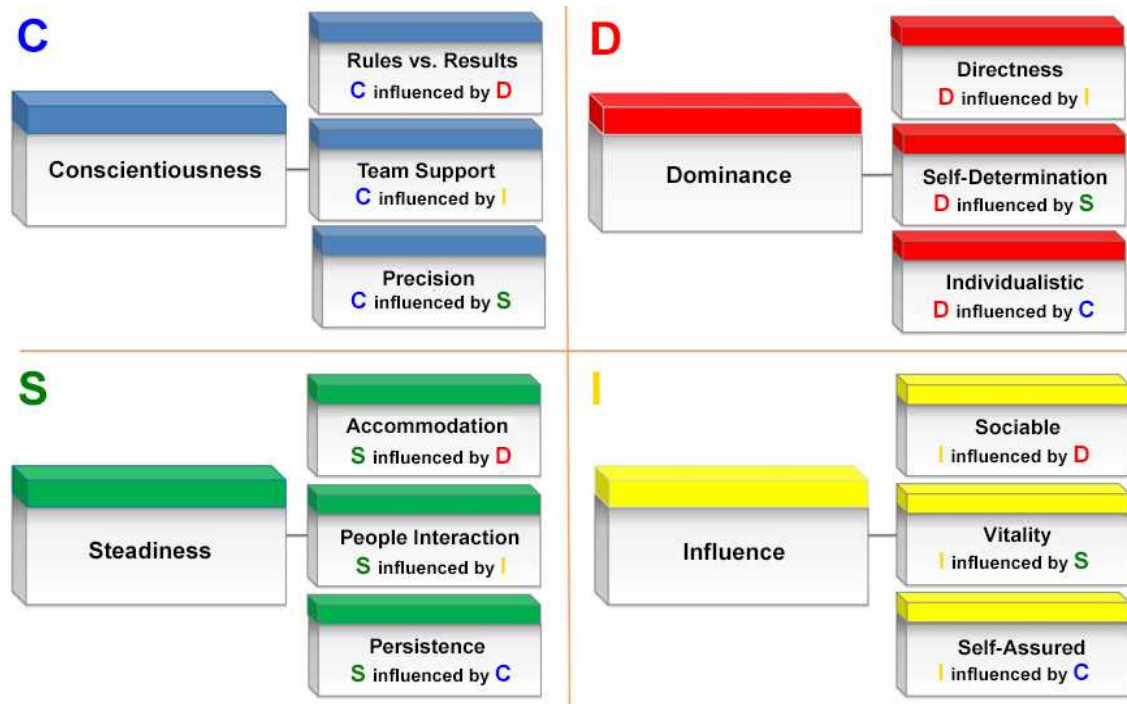 C
Conscientiousness
Rules vs. Results
C influenced by D
Team Support
C influenced by I
Precision
C influenced by S
D
Dominance
Directness
D influenced by I
Self-Determination
D influenced by S
Individualistic
D influenced by C
S
Steadiness
Accommodation
S influenced by D
People Interaction
S influenced by I
Persistence
S influenced by C
I
Influence
Sociable
I influenced by D
Vitality
I influenced by S
Self-Assured
I influenced by C